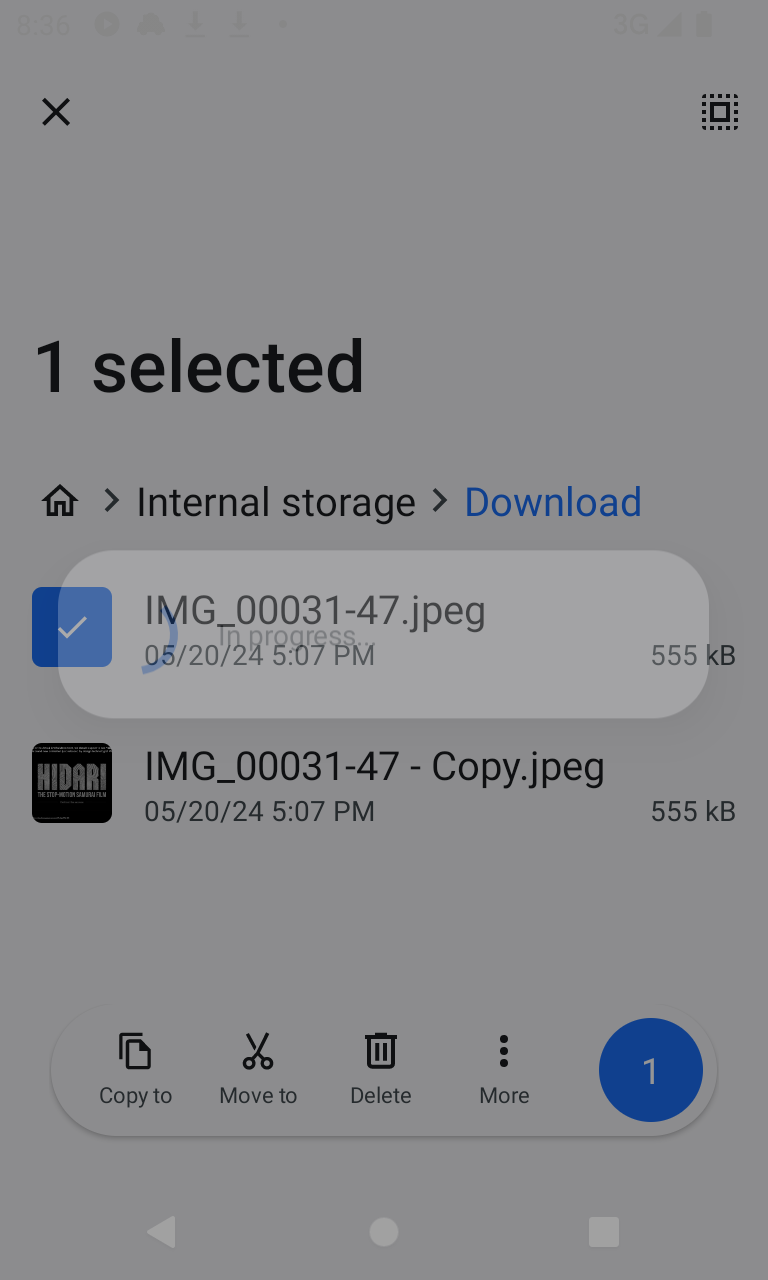 8:36
3G
1 selected
Internal storage
Download
IMG_00031-47.jpeg
In progress...
05/20/24 5:07 PM
555 kB
HIDARI
THE STOP-MOTION SAMURAI FILM
IMG_00031-47 - Copy.jpeg
05/20/24 5:07 PM
555 kB
Copy to
Move to
Delete
More
1